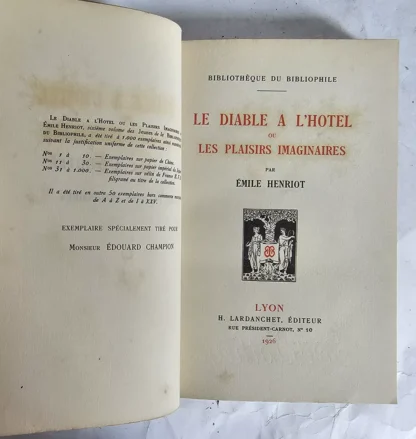 Le Diable a l'Hotel ou les Plaisirs Imaginaires
Émile Henriot, sixième volume des
du Bibliophile, a été tiré à 1.000 exemplaires
suivant la justification uniforme de cette collection :
Nos 1 à 10. — Exemplaires sur papier de Chine.
Nos 11 à 30. — Exemplaires sur papier impérial du
Nos 31 à 1.000. — Exemplaires sur vélin de
filigrané au titre de la collection.
Il a été tiré en outre 50 exemplaires hors commerce
de A à Z et de I à XXV.
EXEMPLAIRE SPÉCIALEMENT TIRÉ POUR
Monsieur ÉDOUARD CHAMPION
BIBLIOTHÈQUE DU BIBLIOPHILE
LE DIABLE A L'HOTEL
OU
LES PLAISIRS IMAGINAIRES
PAR
ÉMILE HENRIOT
LYON
H. LARDANCHET, ÉDITEUR
RUE PRÉSIDENT-CARNOT, N° 10
1926